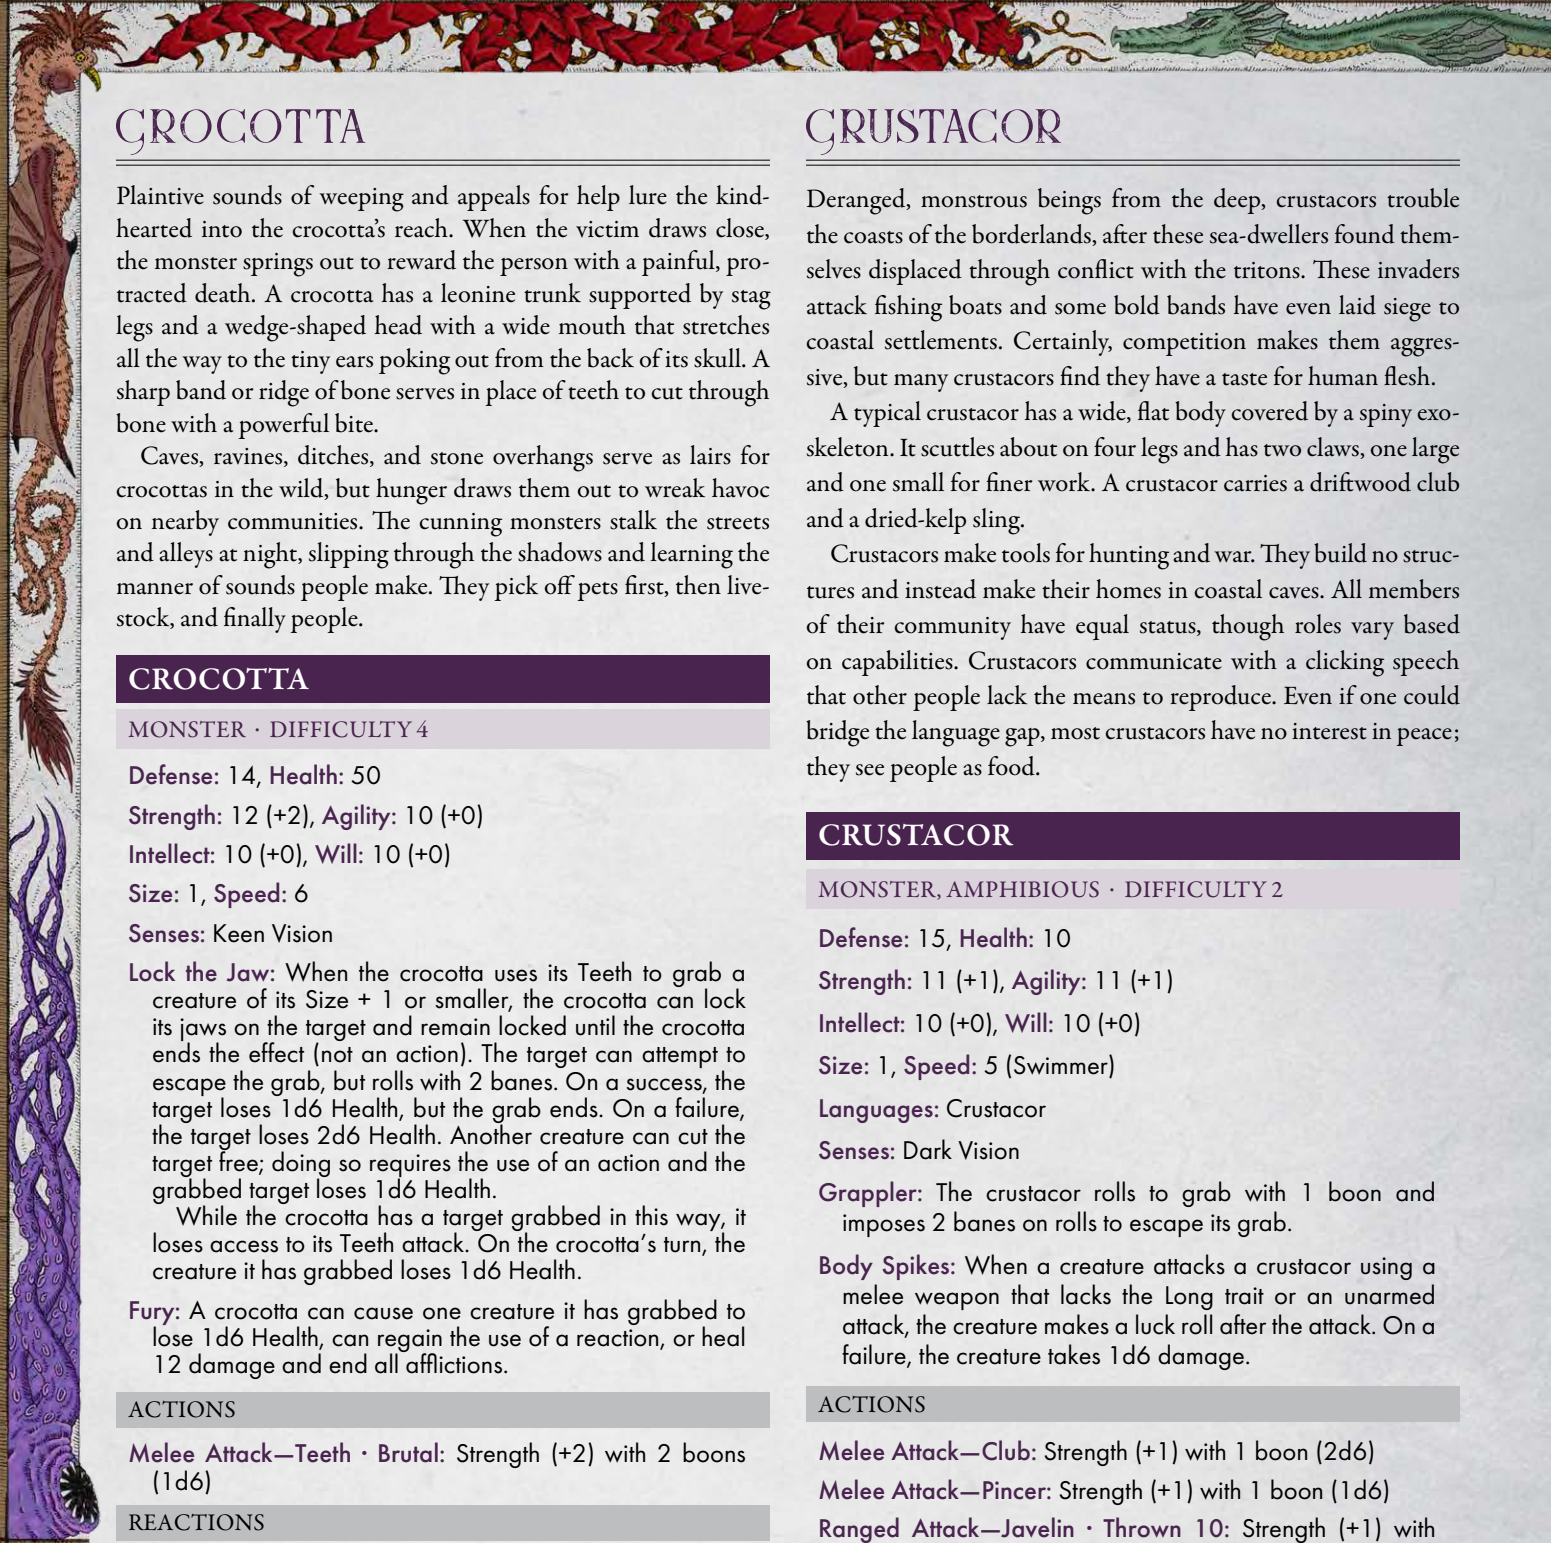 CROCOTTA
Plaintive sounds of weeping and appeals for help lure the kind-
hearted into the crocotta’s reach. When the victim draws close,
the monster springs out to reward the person with a painful, pro-
tracted death. A crocotta has a leonine trunk supported by stag
legs and a wedge-shaped head with a wide mouth that stretches
all the way to the tiny ears poking out from the back of its skull. A
sharp band or ridge of bone serves in place of teeth to cut through
bone with a powerful bite.
Caves, ravines, ditches, and stone overhangs serve as lairs for
crocottas in the wild, but hunger draws them out to wreak havoc
on nearby communities. The cunning monsters stalk the streets
and alleys at night, slipping through the shadows and learning the
manner of sounds people make. They pick off pets first, then live-
stock, and finally people.
CROCOTTA
MONSTER · DIFFICULTY 4
Defense: 14, Health: 50
Strength: 12 (+2), Agility: 10 (+0)
Intellect: 10 (+0), Will: 10 (+0)
Size: 1, Speed: 6
Senses: Keen Vision
Lock the Jaw: When the crocotta uses its Teeth to grab a
creature of its Size + 1 or smaller, the crocotta can lock
its jaws on the target and remain locked until the crocotta
ends the effect (not an action). The target can attempt to
escape the grab, but rolls with 2 banes. On a success, the
target loses 1d6 Health, but the grab ends. On a failure,
the target loses 2d6 Health. Another creature can cut the
target free; doing so requires the use of an action and the
grabbed target loses 1d6 Health.
While the crocotta has a target grabbed in this way, it
loses access to its Teeth attack. On the crocotta’s turn, the
creature it has grabbed loses 1d6 Health.
Fury: A crocotta can cause one creature it has grabbed to
lose 1d6 Health, can regain the use of a reaction, or heal
12 damage and end all afflictions.
ACTIONS
Melee Attack—Teeth · Brutal: Strength (+2) with 2 boons
(1d6)
REACTIONS
CRUSTACOR
Deranged, monstrous beings from the deep, crustacors trouble
the coasts of the borderlands, after these sea-dwellers found them-
selves displaced through conflict with the tritons. These invaders
attack fishing boats and some bold bands have even laid siege to
coastal settlements. Certainly, competition makes them aggres-
sive, but many crustacors find they have a taste for human flesh.
A typical crustacor has a wide, flat body covered by a spiny exo-
skeleton. It scuttles about on four legs and has two claws, one large
and one small for finer work. A crustacor carries a driftwood club
and a dried-kelp sling.
Crustacors make tools for hunting and war. They build no struc-
tures and instead make their homes in coastal caves. All members
of their community have equal status, though roles vary based
on capabilities. Crustacors communicate with a clicking speech
that other people lack the means to reproduce. Even if one could
bridge the language gap, most crustacors have no interest in peace;
they see people as food.
CRUSTACOR
MONSTER, AMPHIBIOUS · DIFFICULTY 2
Defense: 15, Health: 10
Strength: 11 (+1), Agility: 11 (+1)
Intellect: 10 (+0), Will: 10 (+0)
Size: 1, Speed: 5 (Swimmer)
Languages: Crustacor
Senses: Dark Vision
Grappler: The crustacor rolls to grab with 1 boon and
imposes 2 banes on rolls to escape its grab.
Body Spikes: When a creature attacks a crustacor using a
melee weapon that lacks the Long trait or an unarmed
attack, the creature makes a luck roll after the attack. On a
failure, the creature takes 1d6 damage.
ACTIONS
Melee Attack—Club: Strength (+1) with 1 boon (2d6)
Melee Attack—Pincer: Strength (+1) with 1 boon (1d6)
Ranged Attack—Javelin · Thrown 10: Strength (+1) with